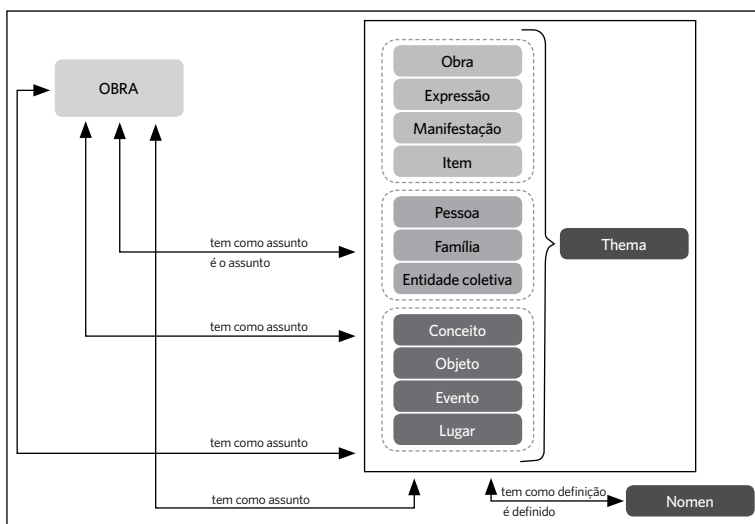 OBRA
Obra
Expressão
Manifestação
Item
Pessoa
tem como assunto
é o assunto
Família
Thema
Entidade coletiva
tem como assunto
Conceito
Objeto
Evento
Lugar
tem como assunto
tem como assunto
tem como definição
é definido
Nomen